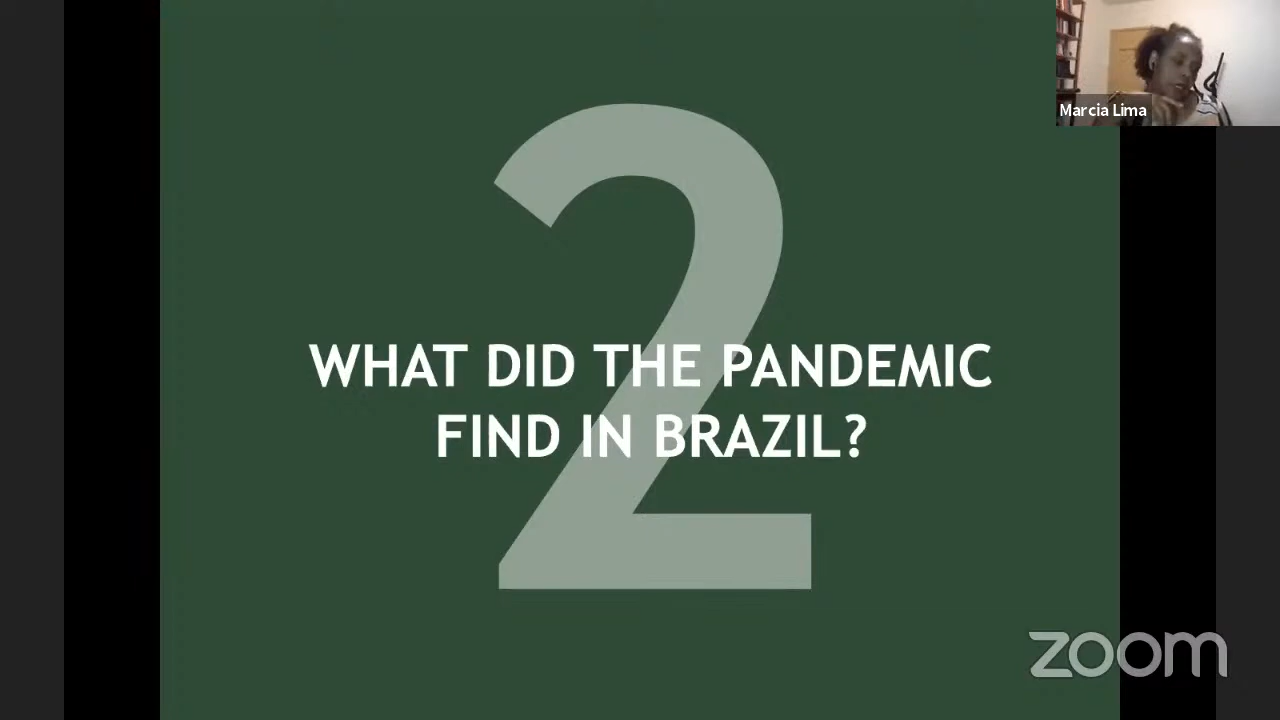 Marcia Lima
2
WHAT DID THE PANDEMIC
FIND IN BRAZIL?
zoom